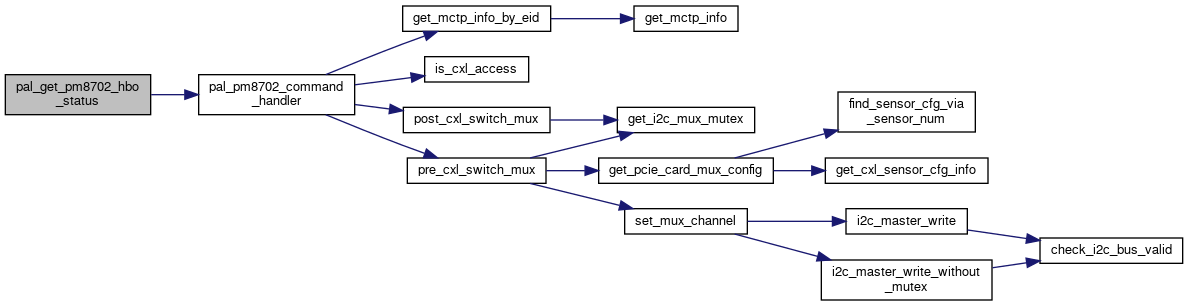 pal_get_pm8702_hbo
_status
pal_pm8702_command
_handler
get_mctp_info_by_eid
get_mctp_info
is_cxl_access
post_cxl_switch_mux
get_i2c_mux_mutex
pre_cxl_switch_mux
get_pcie_card_mux_config
find_sensor_cfg_via
_sensor_num
get_cxl_sensor_cfg_info
set_mux_channel
i2c_master_write
i2c_master_write_without
_mutex
check_i2c_bus_valid